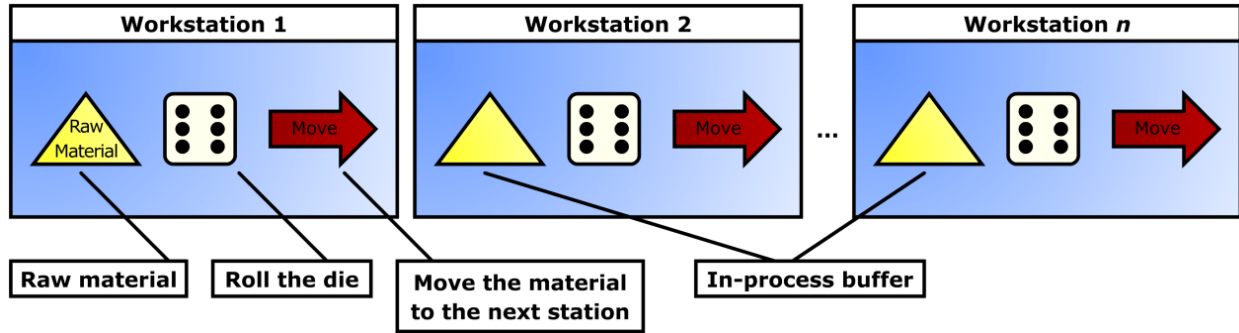 Workstation 1
Workstation 2
Workstation n
Raw
Material
Move
Move
...
Move
Raw material
Roll the die
Move the material
to the next station
In-process buffer